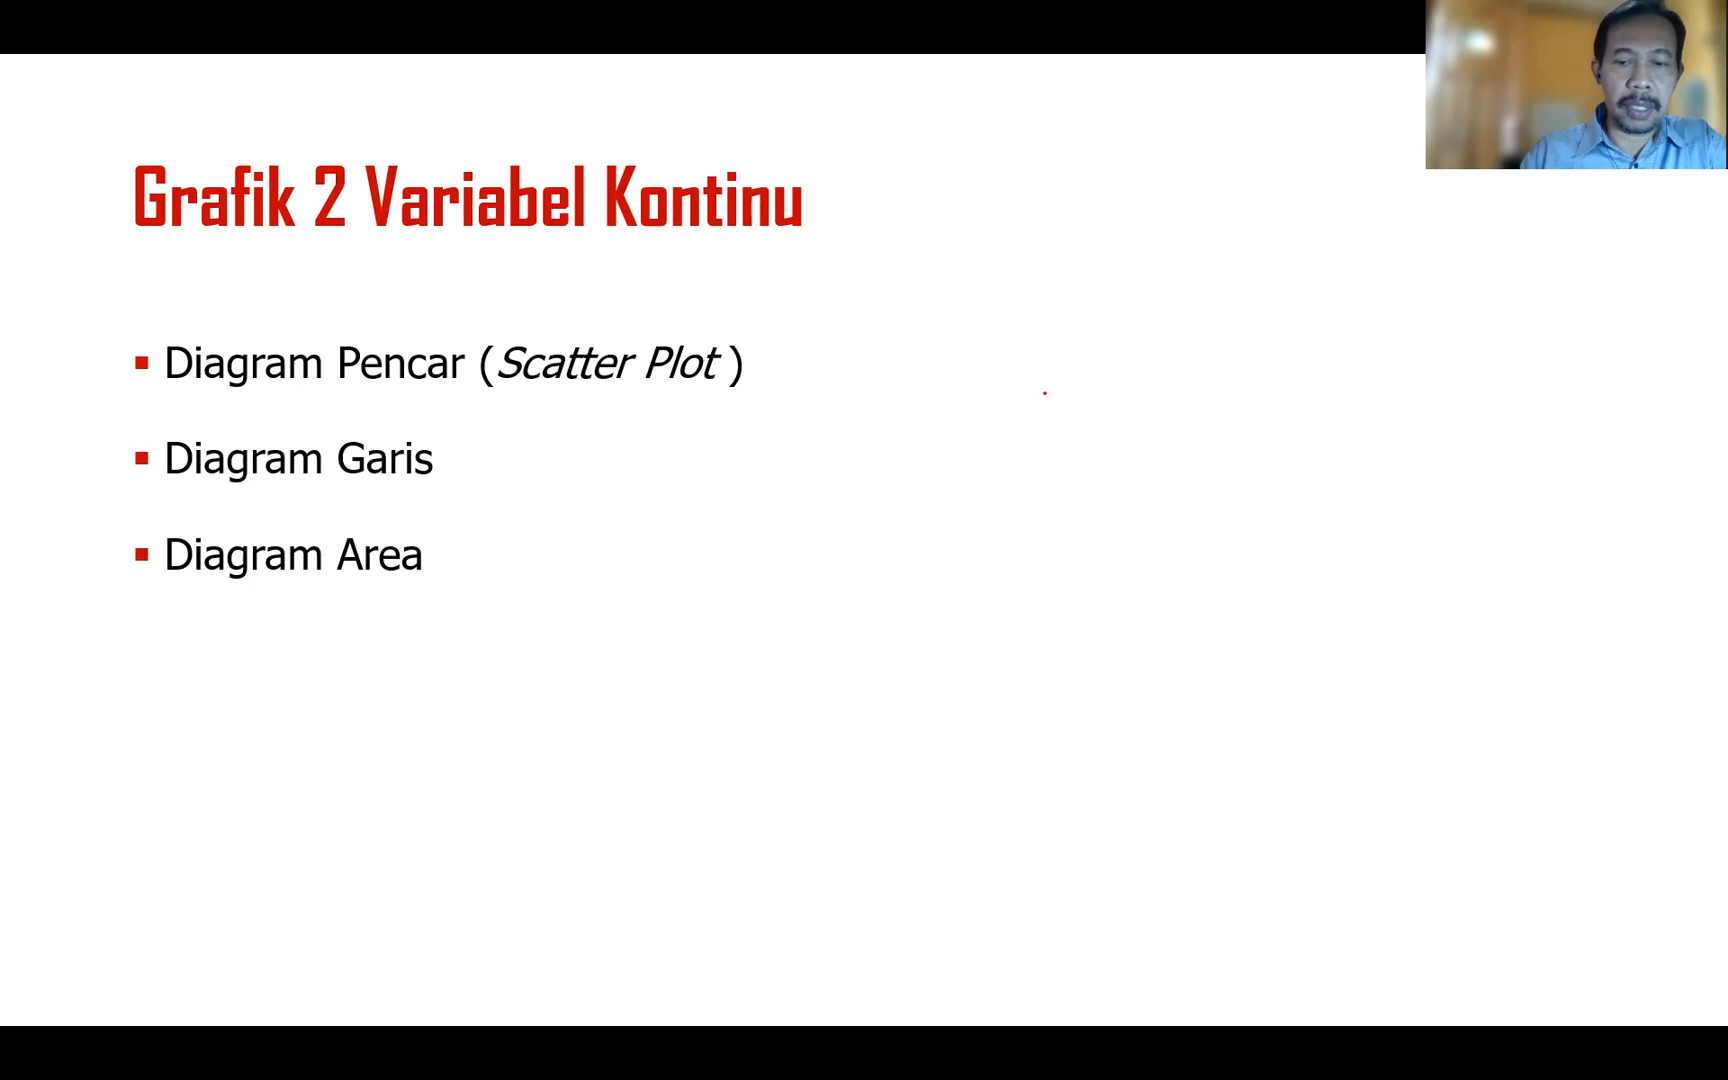 Grafik 2 Variabel Kontinu
Diagram Pencar (Scatter Plot )
Diagram Garis
Diagram Area